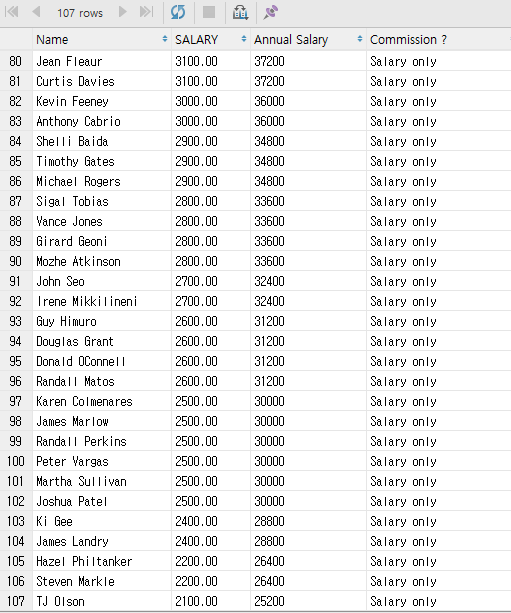 107 rows
Name SALARY Annual Salary Commission ?
80 Jean Fleaur 3100.00 37200 Salary only
81 Curtis Davies 3100.00 37200 Salary only
82 Kevin Feeney 3000.00 36000 Salary only
83 Anthony Cabrio 3000.00 36000 Salary only
84 Shelli Baida 2900.00 34800 Salary only
85 Timothy Gates 2900.00 34800 Salary only
86 Michael Rogers 2900.00 34800 Salary only
87 Sigal Tobias 2800.00 33600 Salary only
88 Vance Jones 2800.00 33600 Salary only
89 Girard Geoni 2800.00 33600 Salary only
90 Mozhe Atkinson 2800.00 33600 Salary only
91 John Seo 2700.00 32400 Salary only
92 Irene Mikkilineni 2700.00 32400 Salary only
93 Guy Himuro 2600.00 31200 Salary only
94 Douglas Grant 2600.00 31200 Salary only
95 Donald OConnell 2600.00 31200 Salary only
96 Randall Matos 2600.00 31200 Salary only
97 Karen Colmenares 2500.00 30000 Salary only
98 James Marlow 2500.00 30000 Salary only
99 Randall Perkins 2500.00 30000 Salary only
100 Peter Vargas 2500.00 30000 Salary only
101 Martha Sullivan 2500.00 30000 Salary only
102 Joshua Patel 2500.00 30000 Salary only
103 Ki Gee 2400.00 28800 Salary only
104 James Landry 2400.00 28800 Salary only
105 Hazel Philtanker 2200.00 26400 Salary only
106 Steven Markle 2200.00 26400 Salary only
107 TJ Olson 2100.00 25200 Salary only